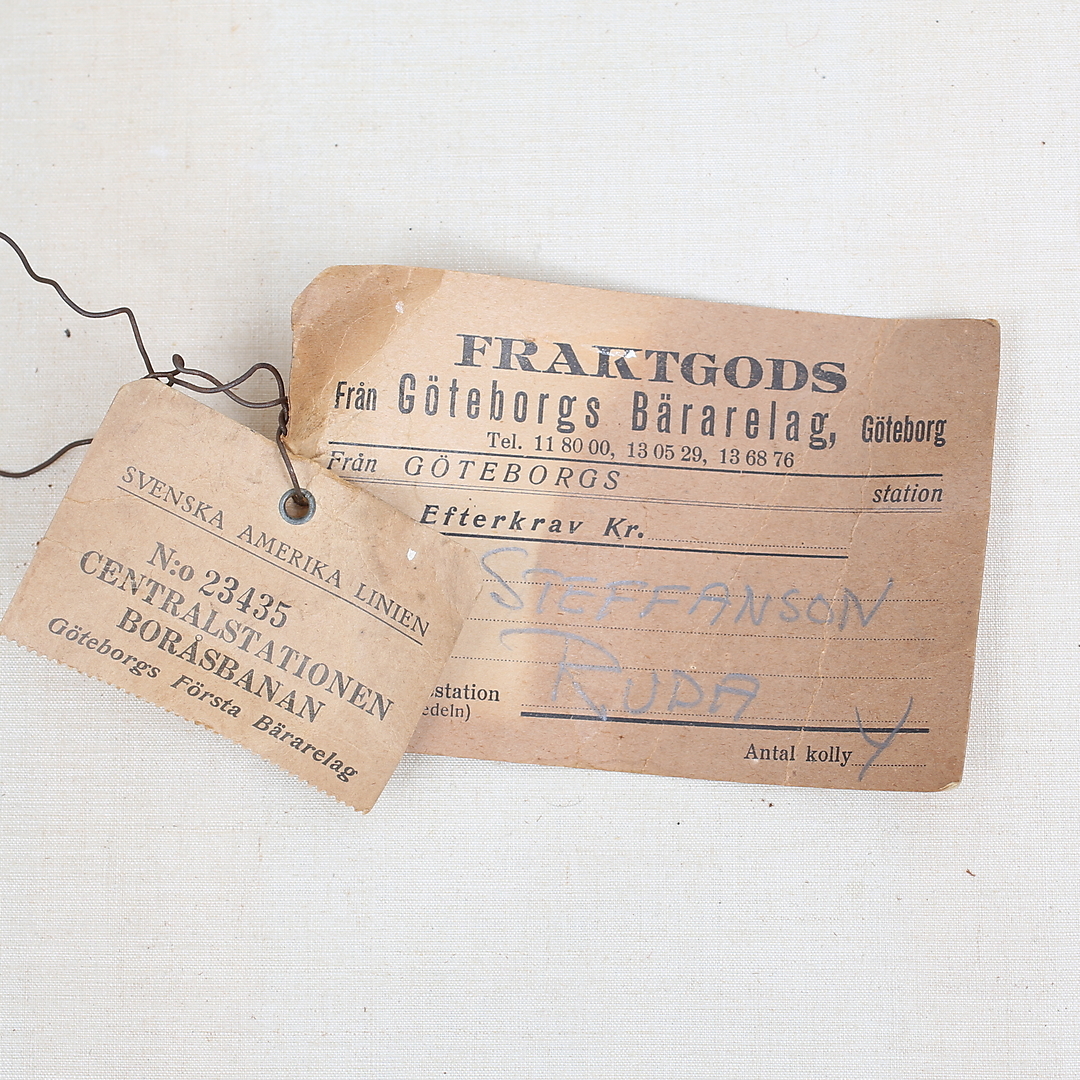 FRAKTGODS
Från Göteborgs Bärarelag, Göteborg
Tel. 11 80 00, 13 05 29, 13 68 76
Från GÖTEBORGS station
Efterkrav Kr.
STEFFANSON
RUDA
station
edeln)
Antal kolly
SVENSKA AMERIKA LINIEN
N:o 23435
CENTRALSTATIONEN
BORÅSBANAN
Göteborgs Första Bärarelag